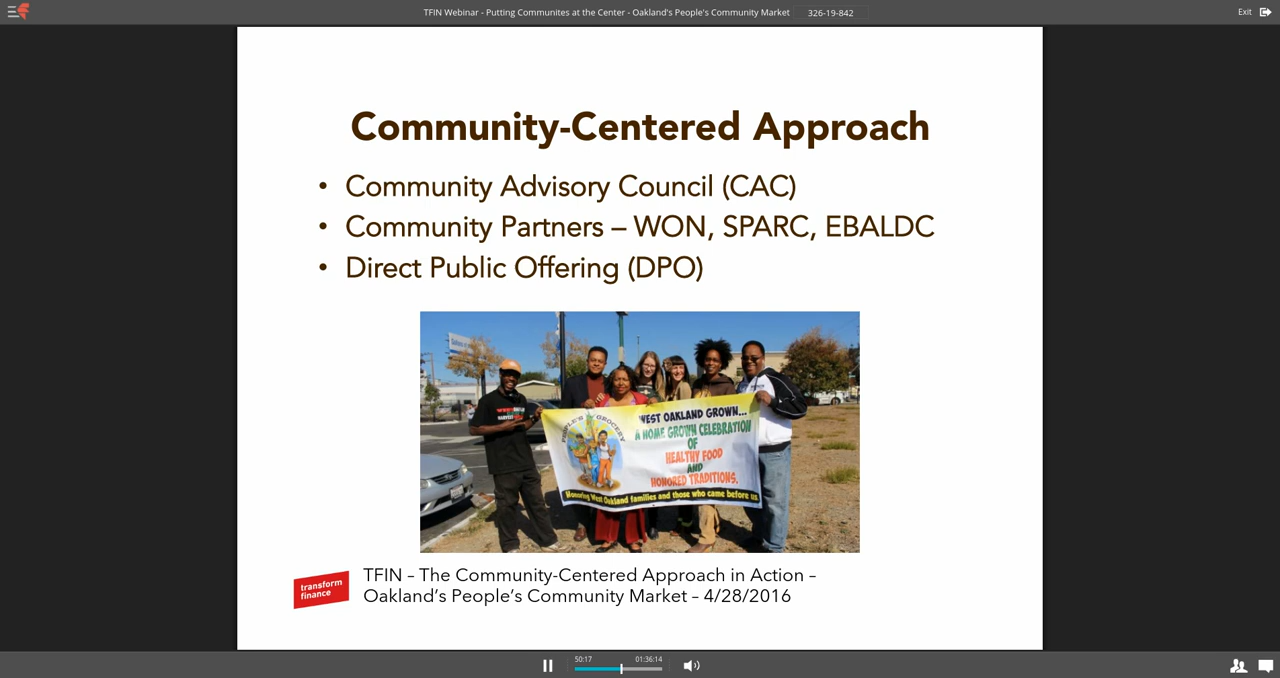 TFIN Webinar - Putting Communites at the Center - Oakland's People's Community Market 326-19-842 Exit
Community-Centered Approach
• Community Advisory Council (CAC)
• Community Partners – WON, SPARC, EBALDC
• Direct Public Offering (DPO)
PEOPLE'S GROCERY
WEST OAKLAND GROWN...
A HOME GROWN CELEBRATION
OF
HEALTHY FOOD
AND
HONORED TRADITIONS.
Honoring West Oakland families and those who came before us.
transform
finance
TFIN – The Community-Centered Approach in Action –
Oakland's People's Community Market – 4/28/2016
50:17 01:36:14